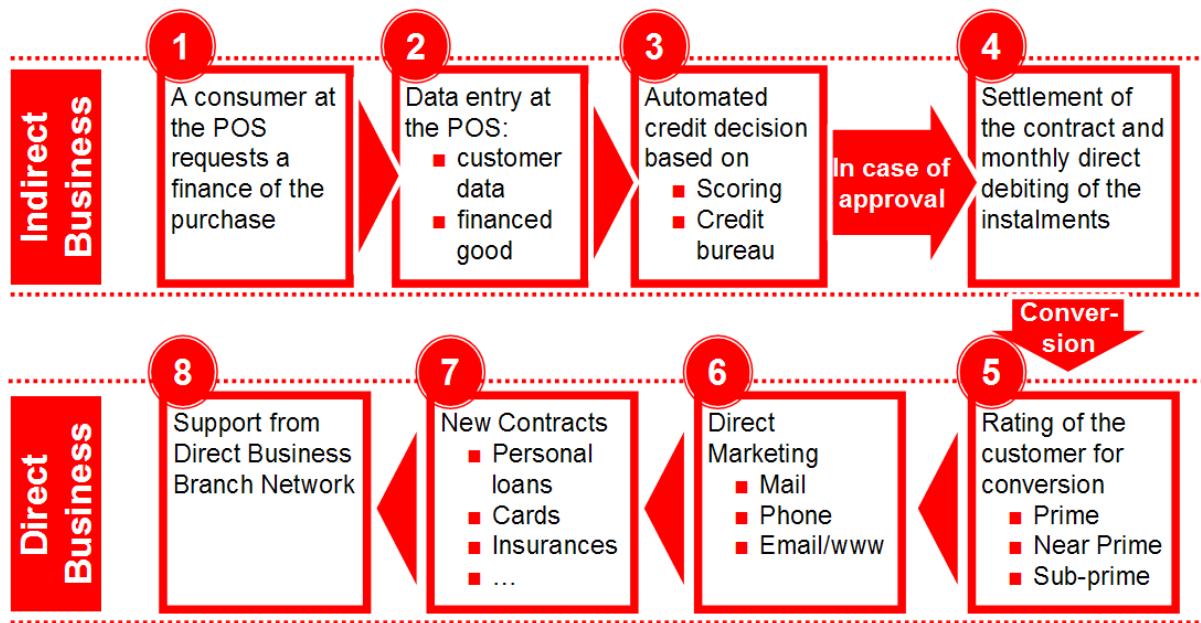 Indirect
Business
1
A consumer at
the POS
requests a
finance of the
purchase
2
Data entry at
the POS:
customer
data
financed
good
3
Automated
credit decision
based on
Scoring
Credit
bureau
In case of
approval
4
Settlement of
the contract and
monthly direct
debiting of the
instalments
Conver-
sion
Direct
Business
8
Support from
Direct Business
Branch Network
7
New Contracts
Personal
loans
Cards
Insurances
…
6
Direct
Marketing
Mail
Phone
Email/www
5
Rating of the
customer for
conversion
Prime
Near Prime
Sub-prime